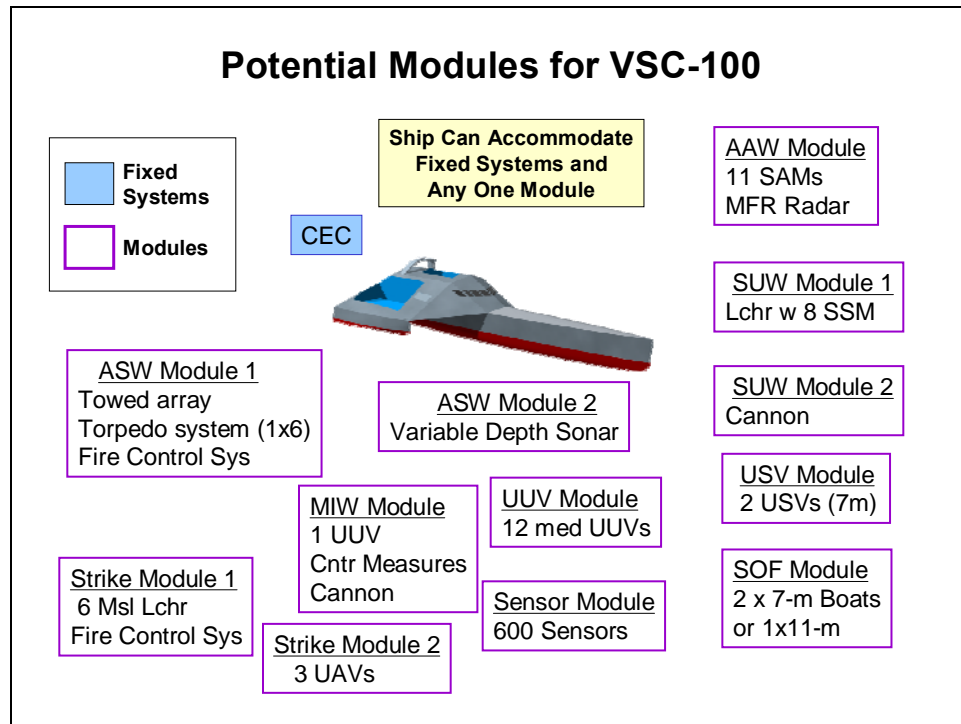 Potential Modules for VSC-100
Fixed
Systems
Modules
Ship Can Accommodate
Fixed Systems and
Any One Module
CEC
AAW Module
11 SAMs
MFR Radar
SUW Module 1
Lchr w 8 SSM
ASW Module 1
Towed array
Torpedo system (1x6)
Fire Control Sys
ASW Module 2
Variable Depth Sonar
SUW Module 2
Cannon
MIW Module
1 UUV
Cntr Measures
Cannon
UUV Module
12 med UUVs
USV Module
2 USVs (7m)
Strike Module 1
6 Msl Lchr
Fire Control Sys
Strike Module 2
3 UAVs
Sensor Module
600 Sensors
SOF Module
2 x 7-m Boats
or 1x11-m